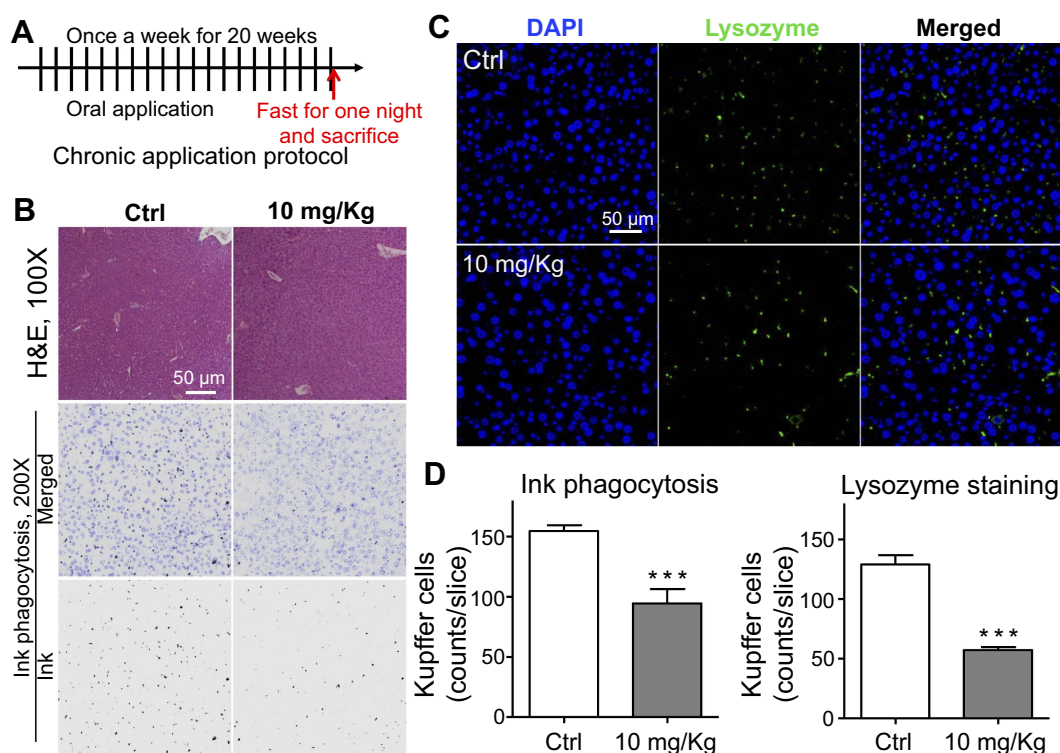 A
Once a week for 20 weeks
Oral application
Fast for one night
and sacrifice
Chronic application protocol
B
Ctrl
10 mg/Kg
H&E, 100X
50 µm
Ink phagocytosis, 200X
Merged
Ink
C
DAPI
Lysozyme
Merged
Ctrl
50 µm
10 mg/Kg
D
Ink phagocytosis
Kupffer cells
(counts/slice)
150
100
50
0
***
Ctrl
10 mg/Kg
Lysozyme staining
Kupffer cells
(counts/slice)
150
100
50
0
***
Ctrl
10 mg/Kg